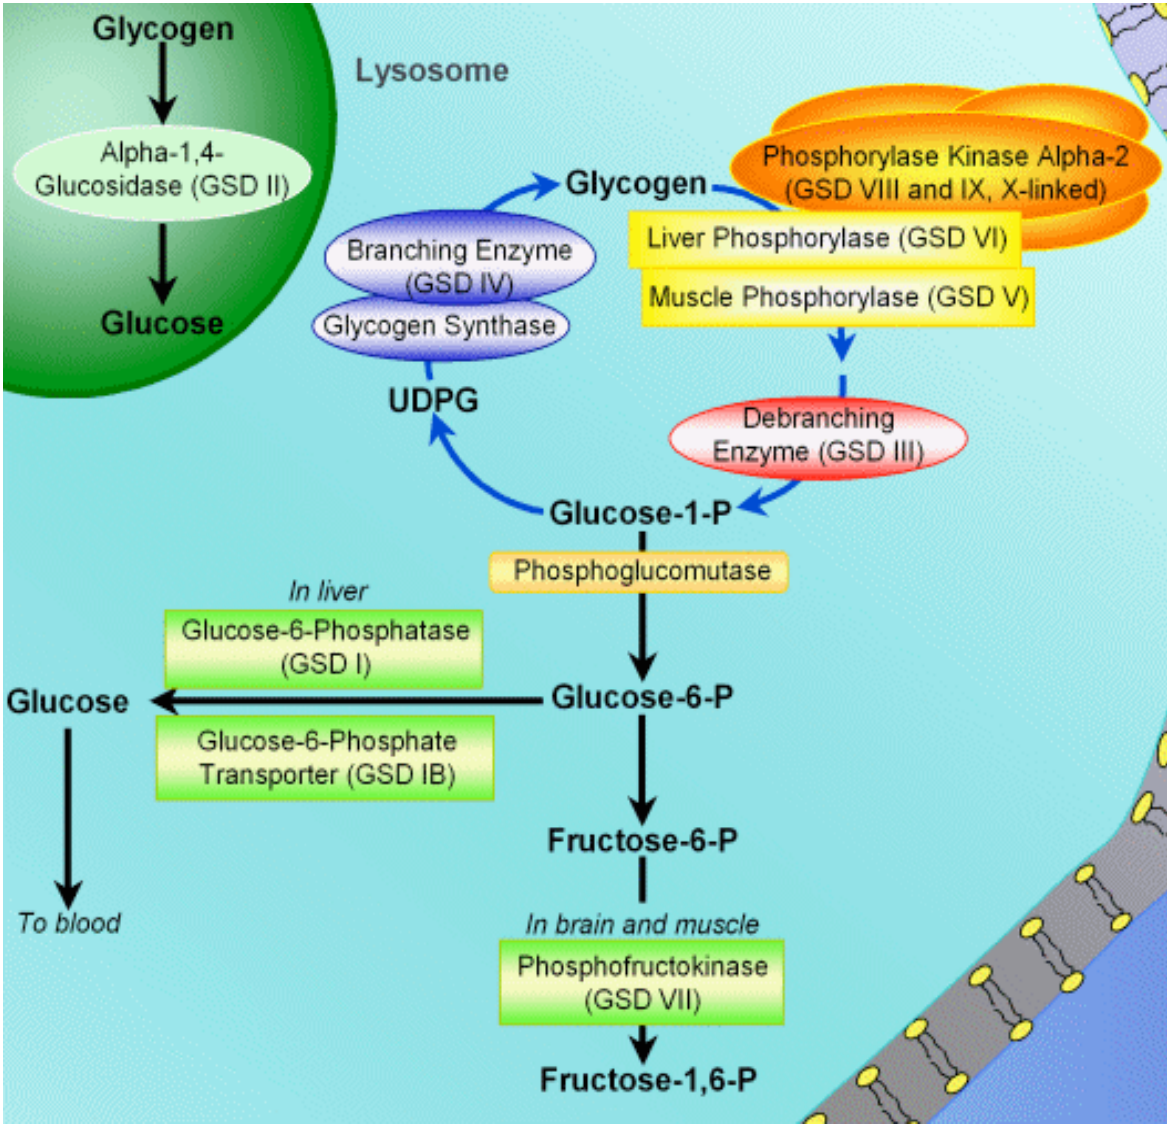 Glycogen
Lysosome
Alpha-1,4-
Glucosidase (GSD II)
Glucose
Phosphorylase Kinase Alpha-2
(GSD VIII and IX, X-linked)
Glycogen
Liver Phosphorylase (GSD VI)
Muscle Phosphorylase (GSD V)
Branching Enzyme
(GSD IV)
Glycogen Synthase
UDPG
Debranching
Enzyme (GSD III)
Glucose-1-P
Phosphoglucomutase
In liver
Glucose-6-Phosphatase
(GSD I)
Glucose
Glucose-6-P
Glucose-6-Phosphate
Transporter (GSD IB)
Fructose-6-P
To blood
In brain and muscle
Phosphofructokinase
(GSD VII)
Fructose-1,6-P